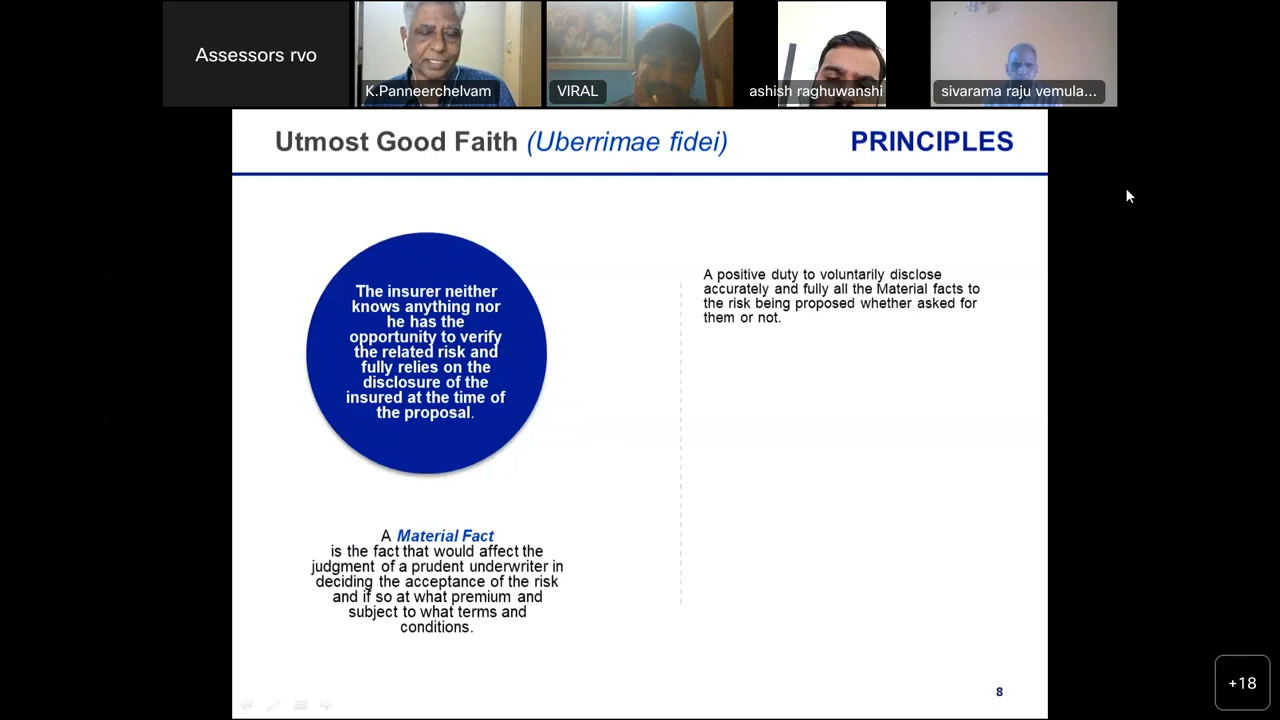 Assessors rvo
K.Panneerchelvam
VIRAL
ashish raghuwanshi
sivarama raju vemula...
Utmost Good Faith (Uberrimae fidei)
PRINCIPLES
The insurer neither
knows anything nor
he has the
opportunity to verify
the related risk and
fully relies on the
disclosure of the
insured at the time of
the proposal.
A Material Fact
is the fact that would affect the
judgment of a prudent underwriter in
deciding the acceptance of the risk
and if so at what premium and
subject to what terms and
conditions.
A positive duty to voluntarily disclose
accurately and fully all the Material facts to
the risk being proposed whether asked for
them or not.
8
+18